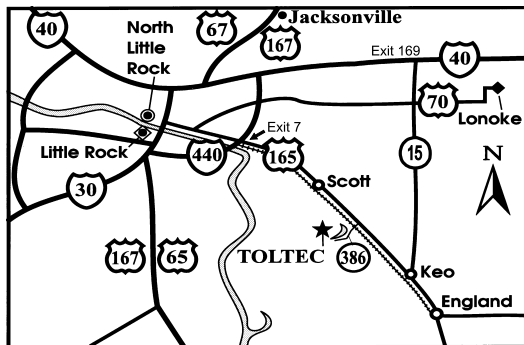 40
North
Little
Rock
67
167
Jacksonville
Exit 169
40
70
Lonoke
Little Rock
Exit 7
440
165
15
N
30
Scott
167
65
TOLTEC
386
Keo
England